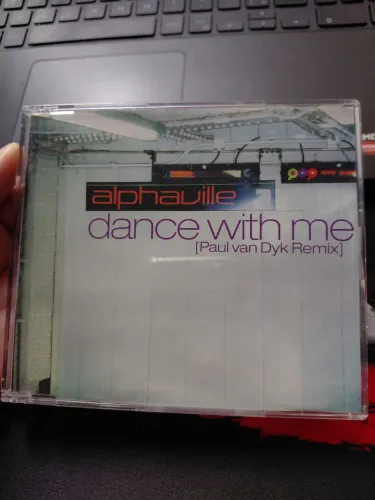 alphaville
dance with me
[Paul van Dyk Remix]